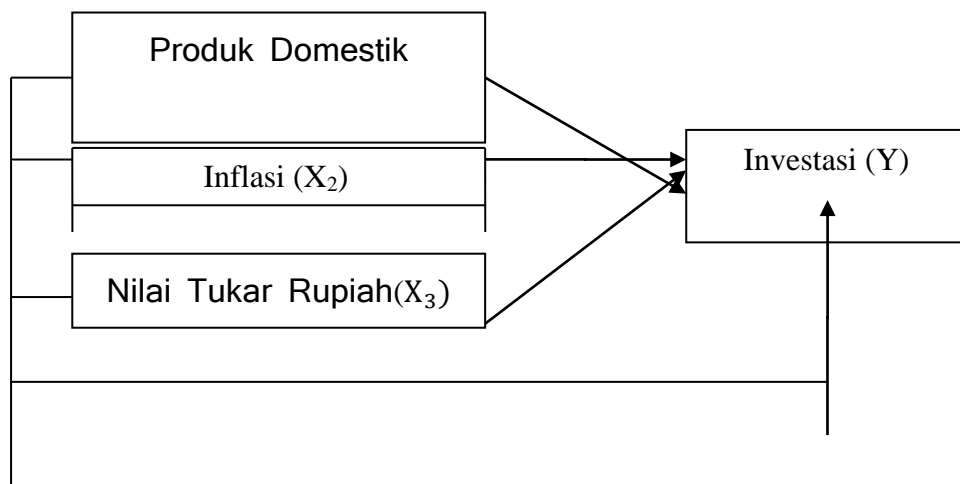 Produk Domestik
Inflasi (X₂)
Nilai Tukar Rupiah(X₃)
Investasi (Y)